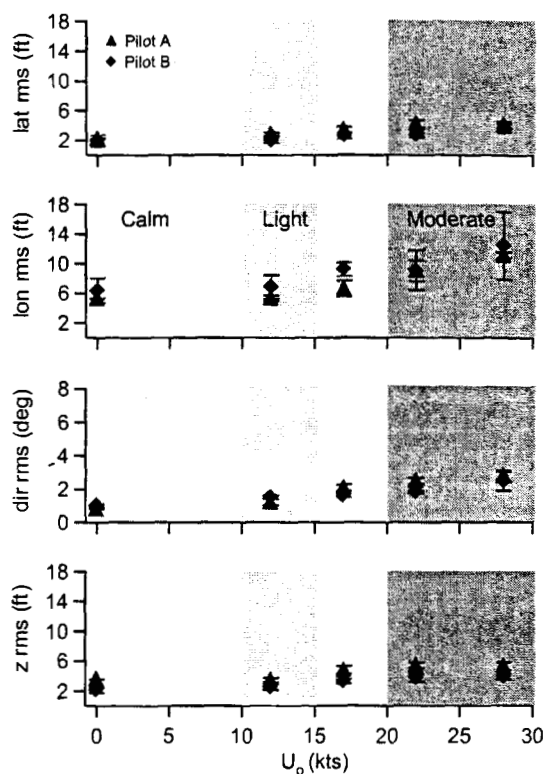 lat rms (ft)
18
14
10
6
2
Pilot A
Pilot B
lon rms (ft)
18
14
10
6
2
Calm
Light
Moderate
dir rms (deg)
8
6
4
2
0
z rms (ft)
18
14
10
6
2
0 5 10 15 20 25 30
U₀ (kts)